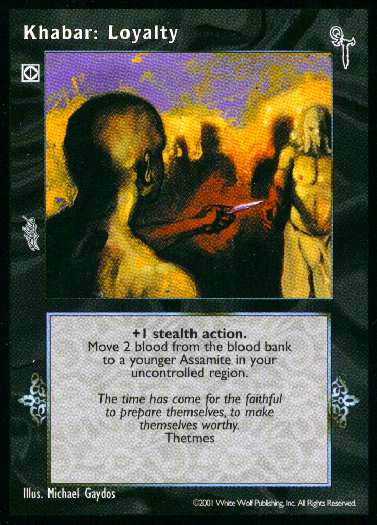 Khabar: Loyalty
+1 stealth action.
Move 2 blood from the blood bank
to a younger Assamite in your
uncontrolled region.
The time has come for the faithful
to prepare themselves, to make
themselves worthy.
Thetmes
Illus. Michael Gaydos
©2001 White Wolf Publishing, Inc. All Rights Reserved.